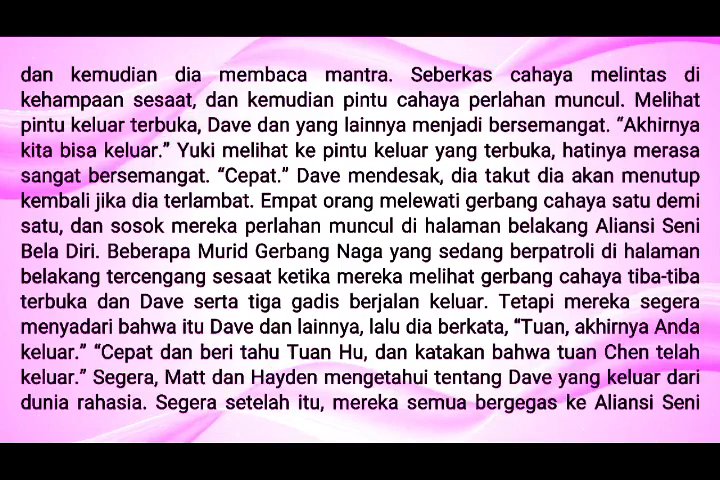 dan kemudian dia membaca mantra. Seberkas cahaya melintas di
kehampaan sesaat, dan kemudian pintu cahaya perlahan muncul. Melihat
pintu keluar terbuka, Dave dan yang lainnya menjadi bersemangat. “Akhirnya
kita bisa keluar.” Yuki melihat ke pintu keluar yang terbuka, hatinya merasa
sangat bersemangat. “Cepat.” Dave mendesak, dia takut dia akan menutup
kembali jika dia terlambat. Empat orang melewati gerbang cahaya satu demi
satu, dan sosok mereka perlahan muncul di halaman belakang Aliansi Seni
Bela Diri. Beberapa Murid Gerbang Naga yang sedang berpatroli di halaman
belakang tercengang sesaat ketika mereka melihat gerbang cahaya tiba-tiba
terbuka dan Dave serta tiga gadis berjalan keluar. Tetapi mereka segera
menyadari bahwa itu Dave dan lainnya, lalu dia berkata, “Tuan, akhirnya Anda
keluar.” “Cepat dan beri tahu Tuan Hu, dan katakan bahwa tuan Chen telah
keluar.” Segera, Matt dan Hayden mengetahui tentang Dave yang keluar dari
dunia rahasia. Segera setelah itu, mereka semua bergegas ke Aliansi Seni